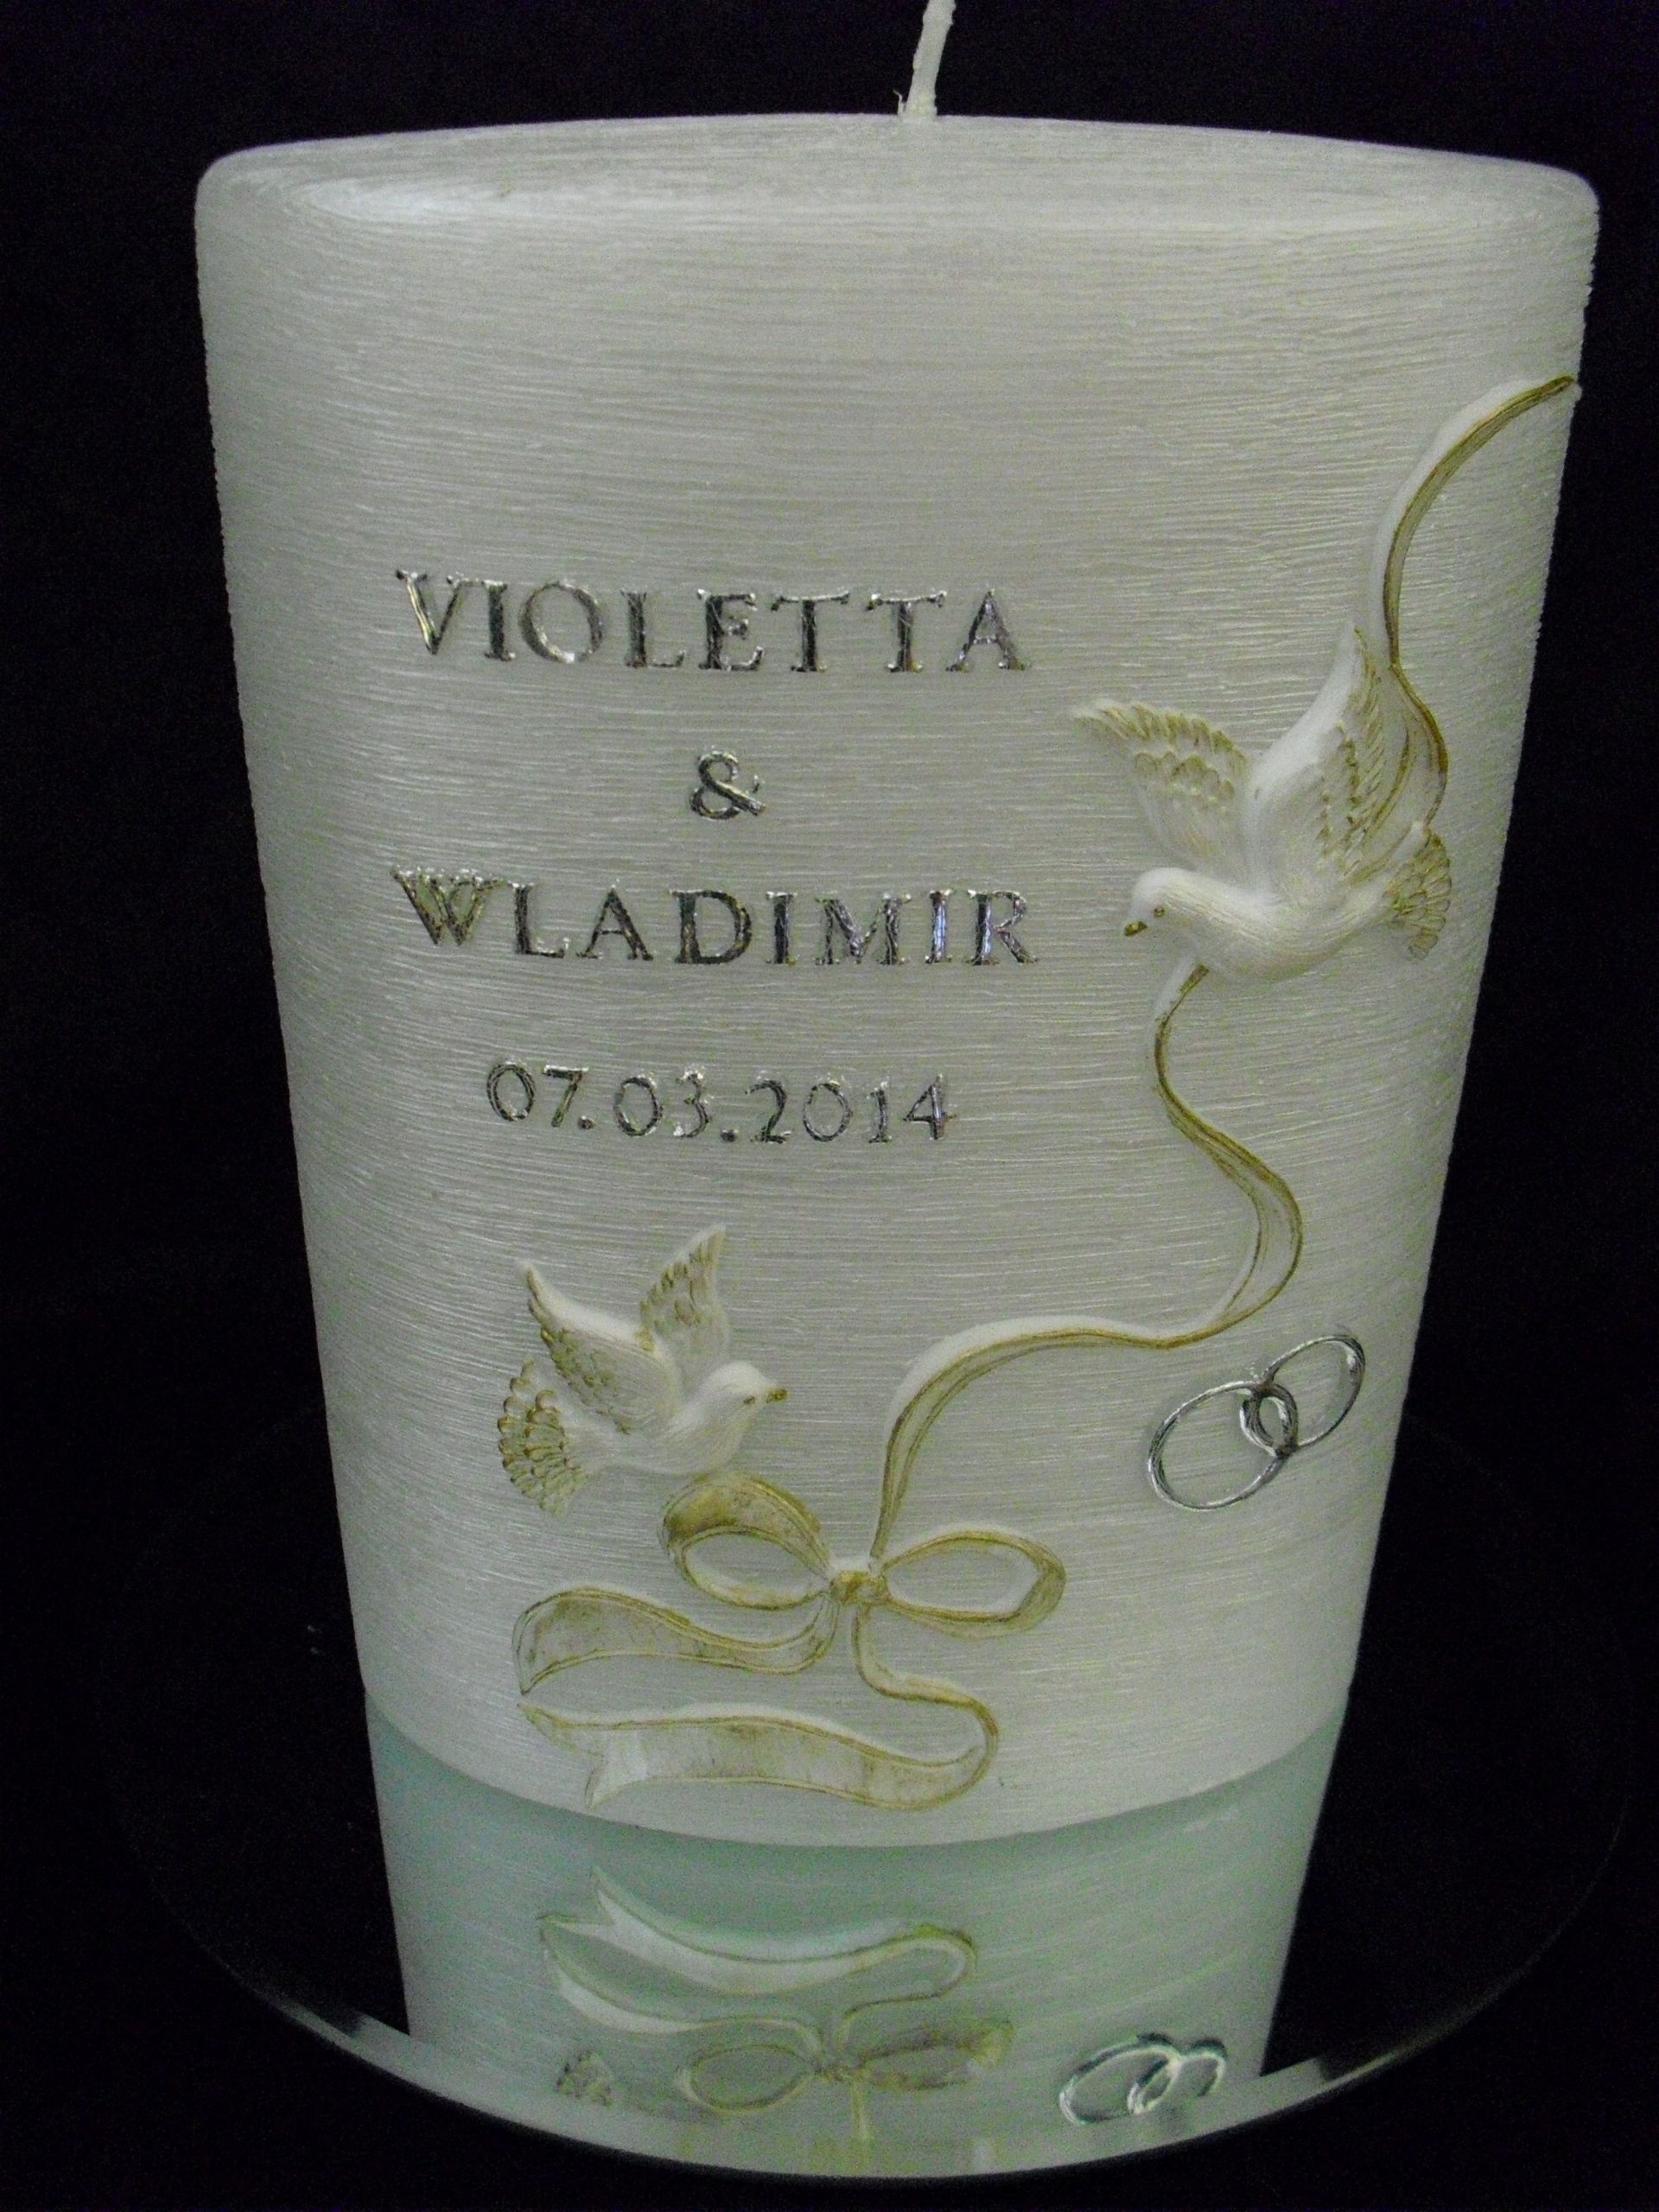 VIOLETTA
&
WLADIMIR
07.03.2014